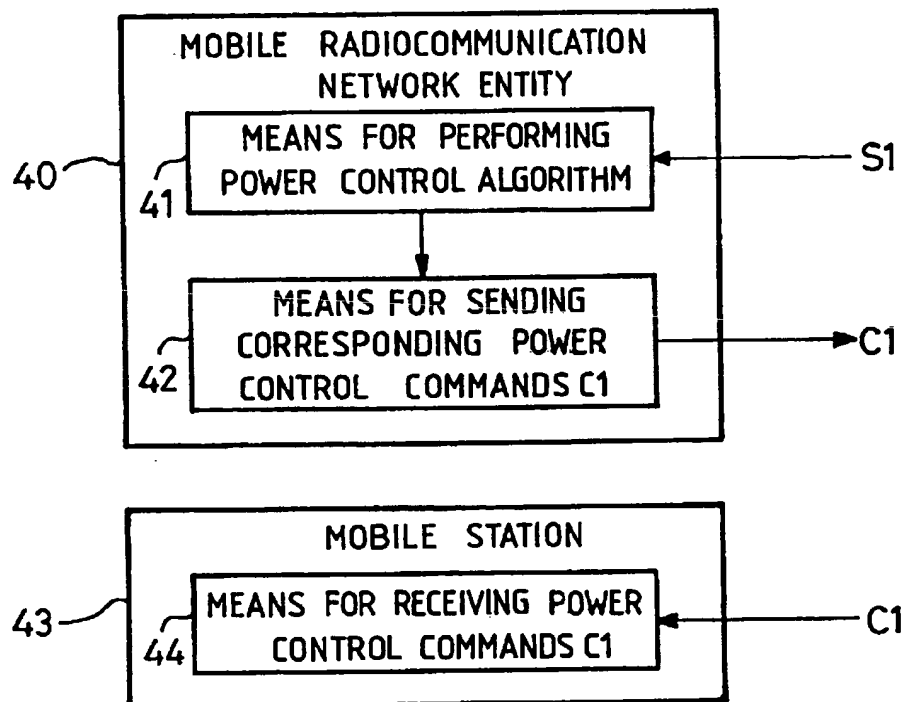 MOBILE RADIOCOMMUNICATION
NETWORK ENTITY
MEANS FOR PERFORMING
POWER CONTROL ALGORITHM
40
41
S1
MEANS FOR SENDING
CORRESPONDING POWER
CONTROL COMMANDS C1
42
C1
MOBILE STATION
MEANS FOR RECEIVING POWER
CONTROL COMMANDS C1
43
44
C1